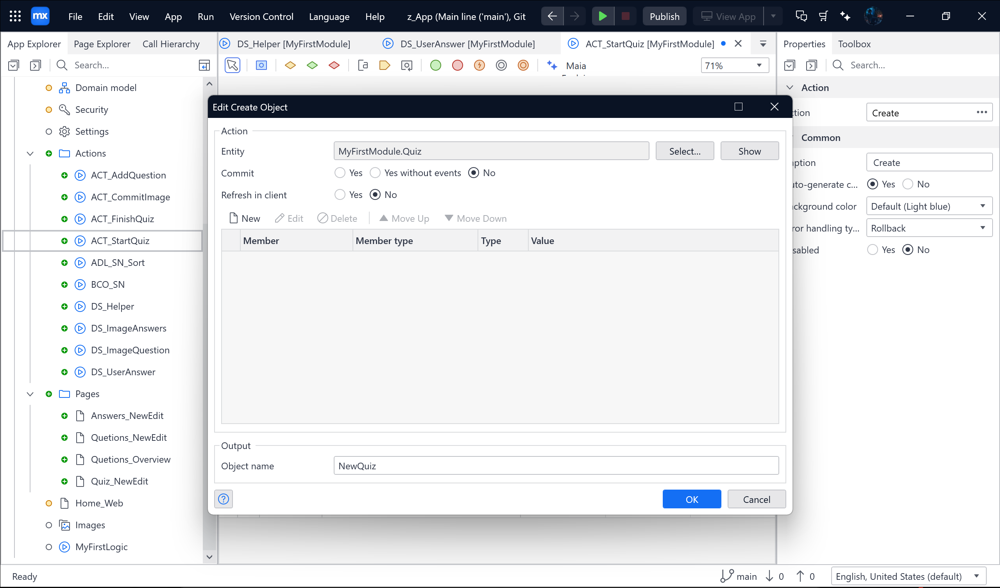 mx File Edit View App Run Version Control Language Help z_App (Main line ('main'), Git Publish View App
App Explorer Page Explorer Call Hierarchy
DS_Helper [MyFirstModule] DS_UserAnswer [MyFirstModule] ACT_StartQuiz [MyFirstModule]
Properties Toolbox
Search...
Maia
71%
Search...
Domain model
Security
Settings
Actions
ACT_AddQuestion
ACT_CommitImage
ACT_FinishQuiz
ACT_StartQuiz
ADL_SN_Sort
BCO_SN
DS_Helper
DS_ImageAnswers
DS_ImageQuestion
DS_UserAnswer
Pages
Answers_NewEdit
Quetions_NewEdit
Quetions_Overview
Quiz_NewEdit
Home_Web
Images
MyFirstLogic
Edit Create Object
Action
Entity MyFirstModule.Quiz Select... Show
Commit Yes Yes without events No
Refresh in client Yes No
New Edit Delete Move Up Move Down
Member Member type Type Value
Output
Object name NewQuiz
? OK Cancel
Action
ction Create ...
Common
aption Create
uto-generate c... Yes No
ackground color Default (Light blue)
ror handling ty... Rollback
sabled Yes No
Ready main 0 0 English, United States (default)